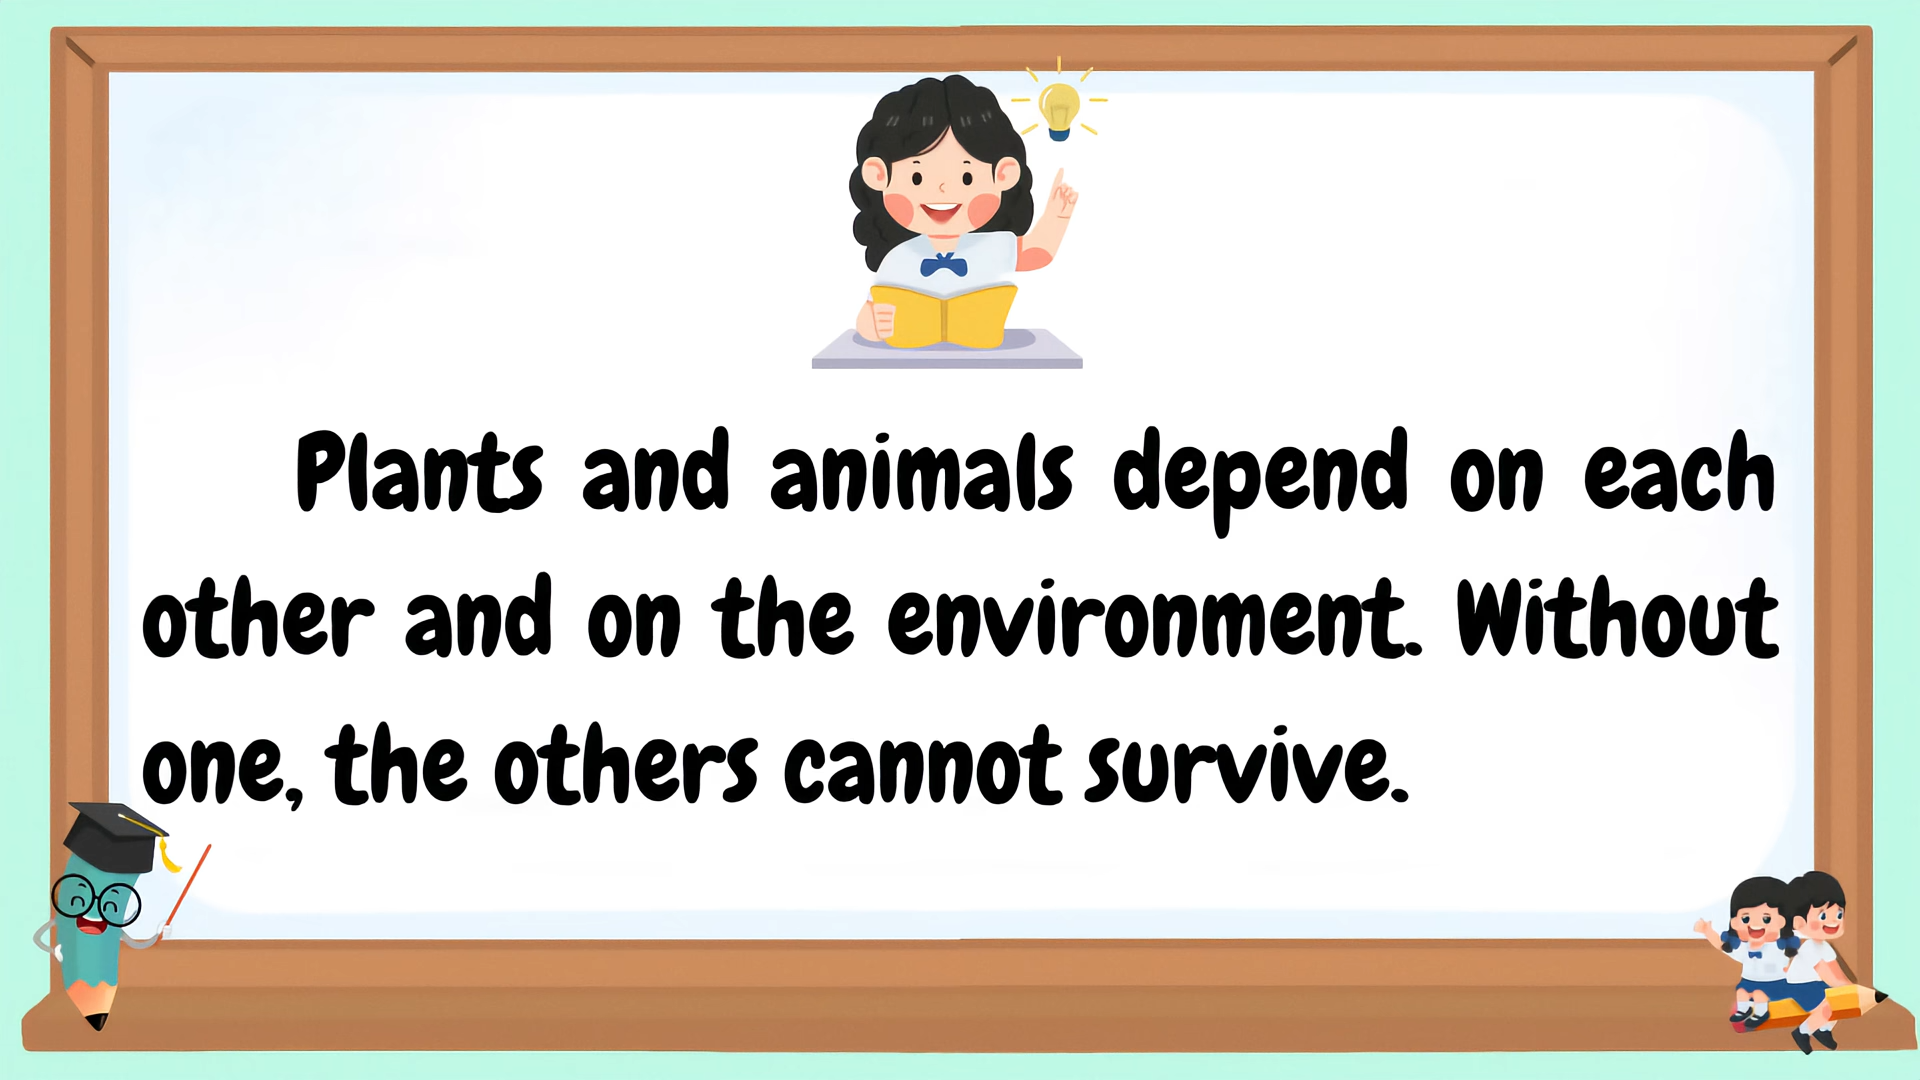 Plants and animals depend on each
other and on the environment. Without
one, the others cannot survive.